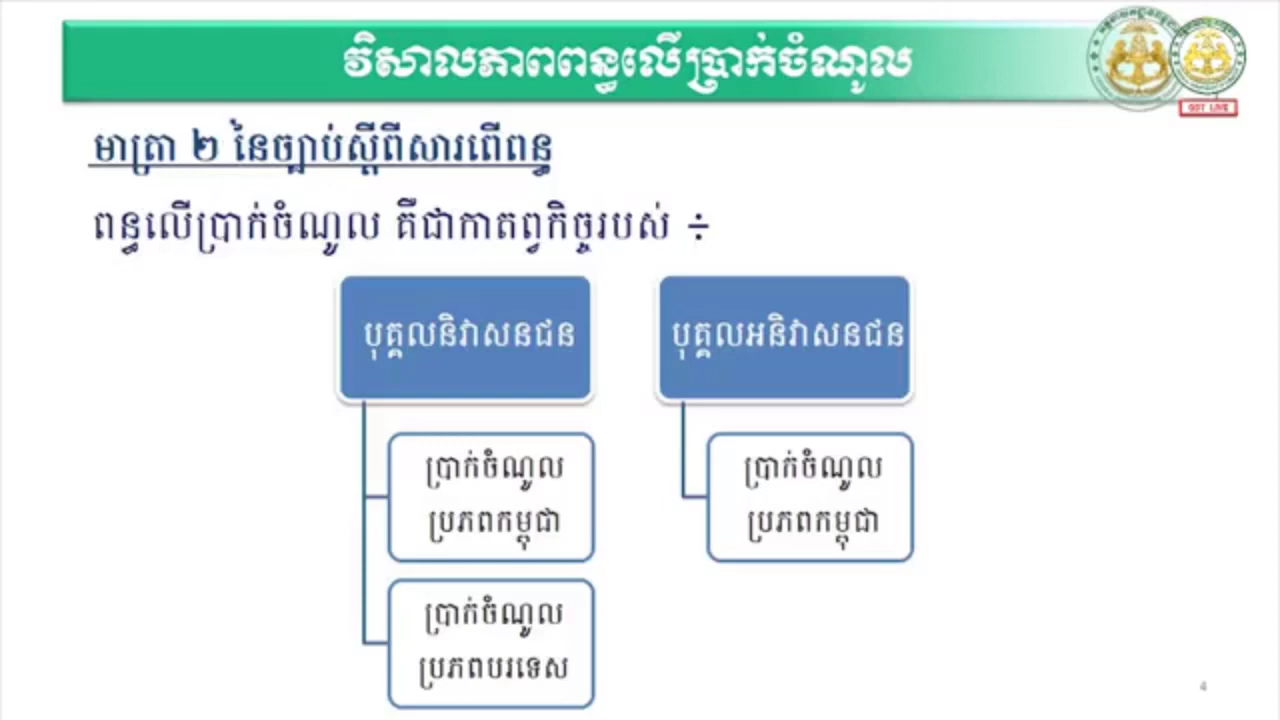 វិសាលភាពពន្ធលើប្រាក់ចំណូល
GDT LIVE
មាត្រា ២ នៃច្បាប់ស្តីពីសារពើពន្ធ
ពន្ធលើប្រាក់ចំណូល គឺជាកាតព្វកិច្ចរបស់ ÷
បុគ្គលនិវាសនជន
បុគ្គលអនិវាសនជន
ប្រាក់ចំណូល
ប្រភពកម្ពុជា
ប្រាក់ចំណូល
ប្រភពកម្ពុជា
ប្រាក់ចំណូល
ប្រភពបរទេស
4